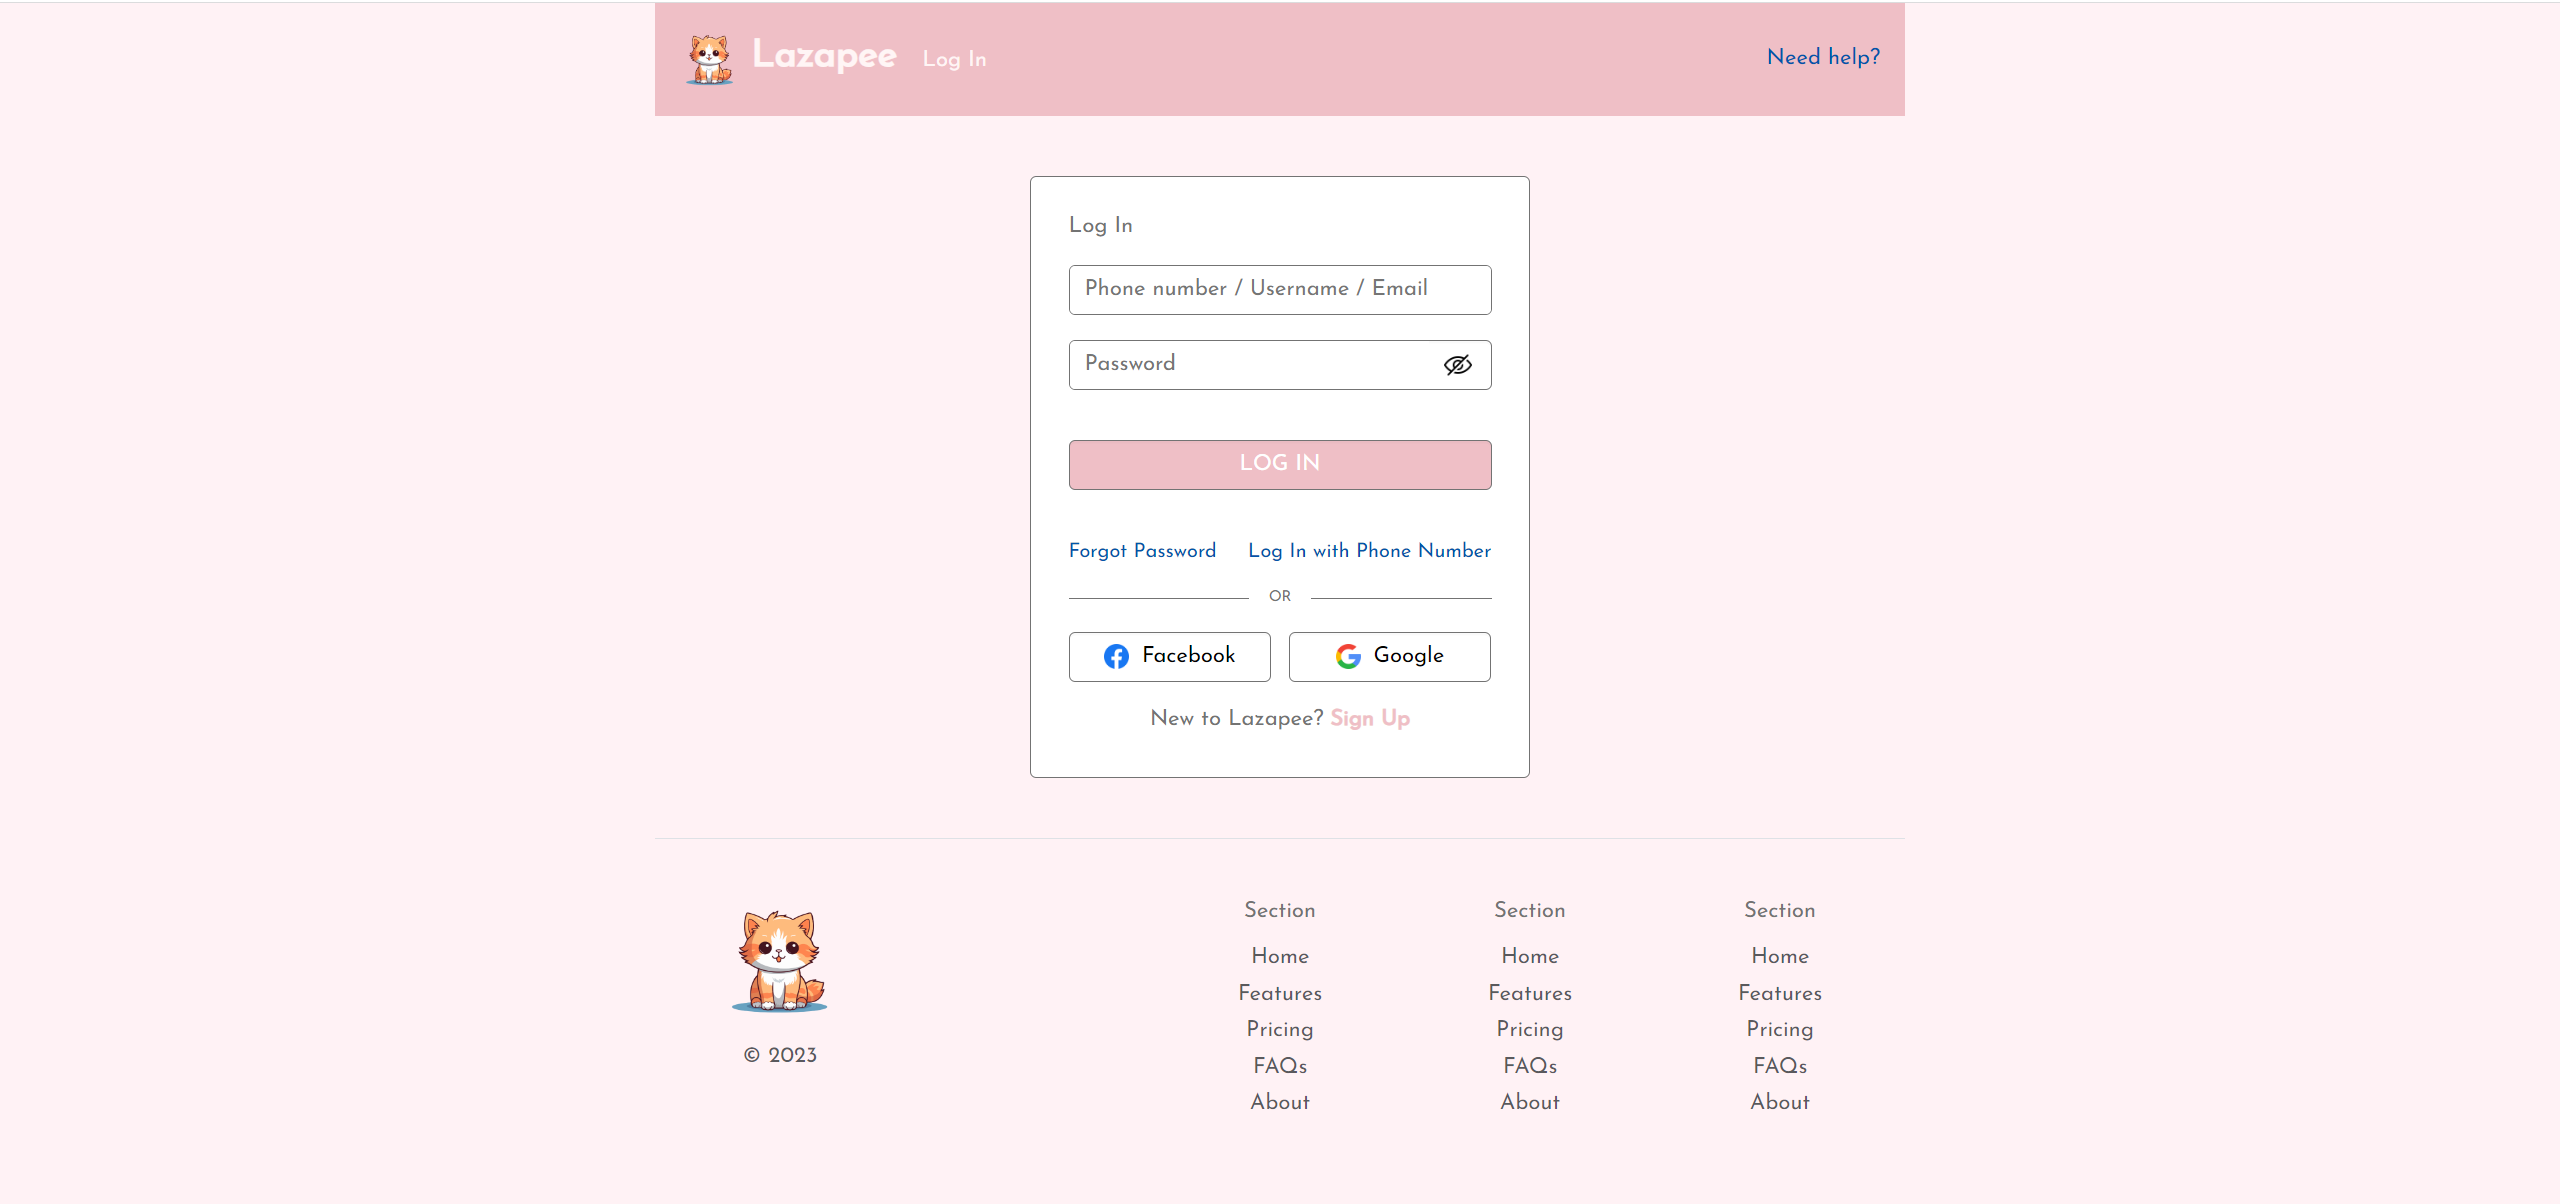 Lazapee Log In Need help?
Log In
Phone number / Username / Email
Password
LOG IN
Forgot Password Log In with Phone Number
OR
Facebook Google
New to Lazapee? Sign Up
Section Section Section
Home Home Home
Features Features Features
Pricing Pricing Pricing
FAQs FAQs FAQs
About About About
© 2023